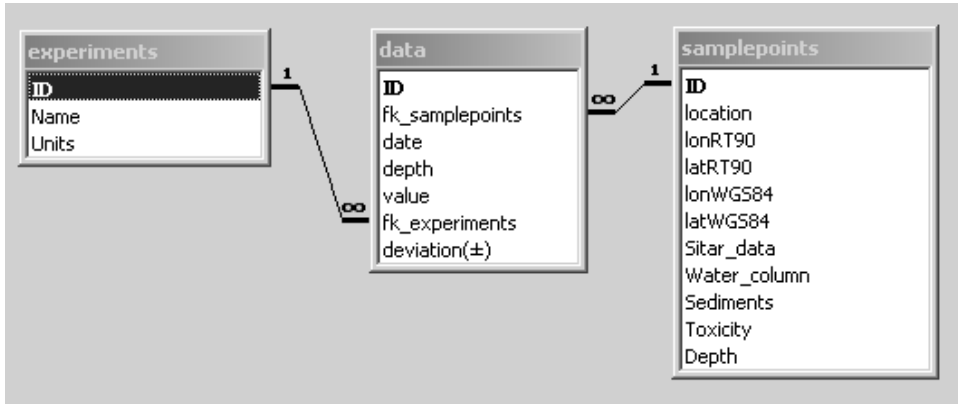 experiments
ID
Name
Units
1
∞
data
ID
fk_samplepoints
date
depth
value
fk_experiments
deviation(±)
∞
1
samplepoints
ID
location
lonRT90
latRT90
lonWGS84
latWGS84
Sitar_data
Water_column
Sediments
Toxicity
Depth